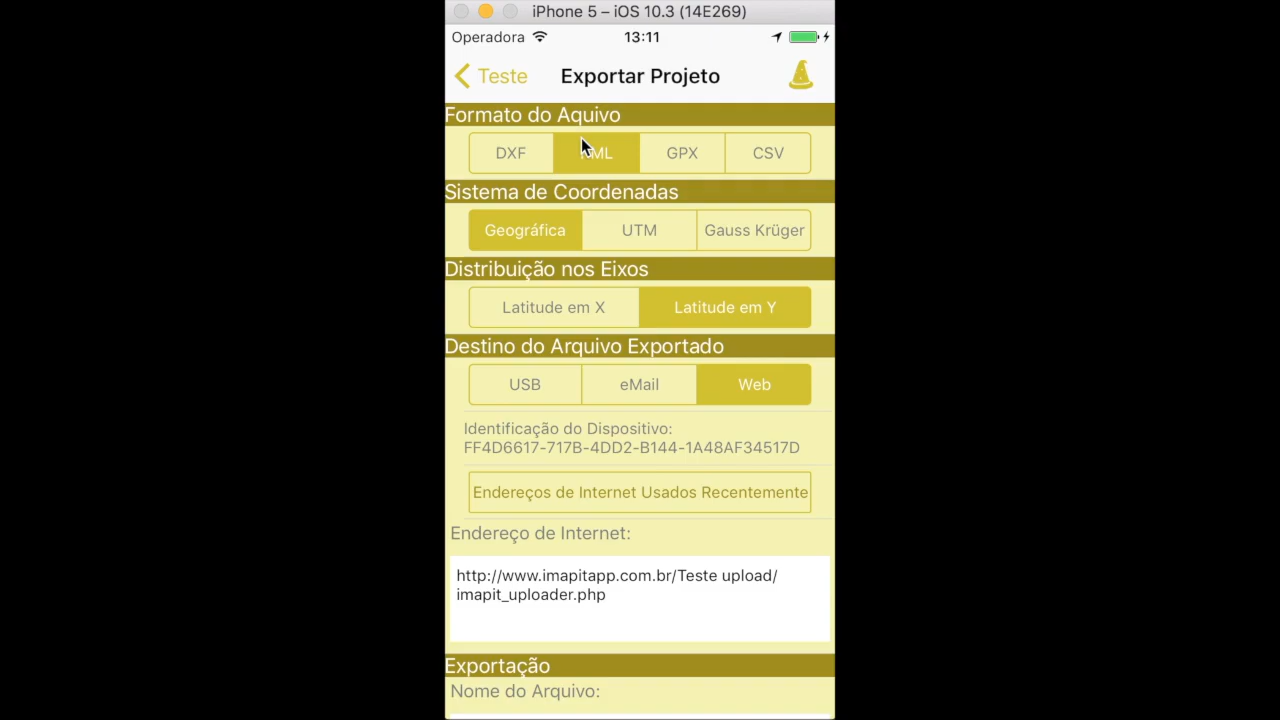 iPhone 5 – iOS 10.3 (14E269)
Operadora 13:11
Teste Exportar Projeto
Formato do Aquivo
DXF KML GPX CSV
Sistema de Coordenadas
Geográfica UTM Gauss Krüger
Distribuição nos Eixos
Latitude em X Latitude em Y
Destino do Arquivo Exportado
USB eMail Web
Identificação do Dispositivo:
FF4D6617-717B-4DD2-B144-1A48AF34517D
Endereços de Internet Usados Recentemente
Endereço de Internet:
http://www.imapitapp.com.br/Teste upload/
imapit_uploader.php
Exportação
Nome do Arquivo: